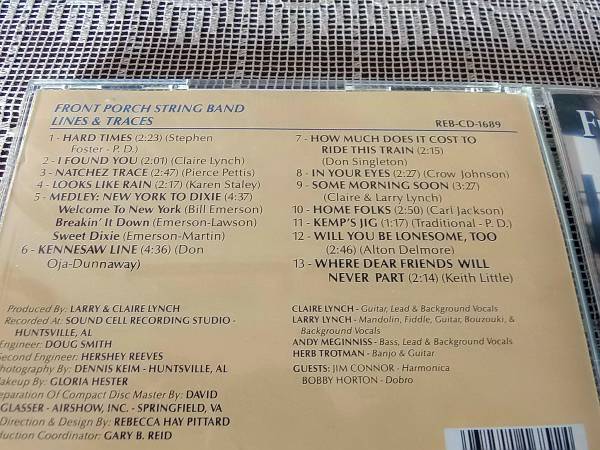 FRONT PORCH STRING BAND
LINES & TRACES
REB-CD-1689
1 - HARD TIMES (2:23) (Stephen
Foster - P.D.)
2 - I FOUND YOU (2:01) (Claire Lynch)
3 - NATCHEZ TRACE (2:47) (Pierce Pettis)
4 - LOOKS LIKE RAIN (2:17) (Karen Staley)
5 - MEDLEY: NEW YORK TO DIXIE (4:37)
Welcome To New York (Bill Emerson)
Breakin' It Down (Emerson-Lawson)
Sweet Dixie (Emerson-Martin)
6 - KENNESAW LINE (4:36) (Don
Oja-Dunnaway)
7 - HOW MUCH DOES IT COST TO
RIDE THIS TRAIN (2:15)
(Don Singleton)
8 - IN YOUR EYES (2:27) (Crow Johnson)
9 - SOME MORNING SOON (3:27)
(Claire & Larry Lynch)
10 - HOME FOLKS (2:50) (Carl Jackson)
11 - KEMP'S JIG (1:17) (Traditional - P.D.)
12 - WILL YOU BE LONESOME, TOO
(2:46) (Alton Delmore)
13 - WHERE DEAR FRIENDS WILL
NEVER PART (2:14) (Keith Little)
Produced By: LARRY & CLAIRE LYNCH
Recorded At: SOUND CELL RECORDING STUDIO -
HUNTSVILLE, AL
Engineer: DOUG SMITH
Second Engineer: HERSHEY REEVES
Photography By: DENNIS KEIM - HUNTSVILLE, AL
Makeup By: GLORIA HESTER
eparation Of Compact Disc Master By: DAVID
GLASSER - AIRSHOW, INC. - SPRINGFIELD, VA
Direction & Design By: REBECCA HAY PITTARD
duction Coordinator: GARY B. REID
CLAIRE LYNCH - Guitar, Lead & Background Vocals
LARRY LYNCH - Mandolin, Fiddle, Guitar, Bouzouki, &
Background Vocals
ANDY MEGINNISS - Bass, Lead & Background Vocals
HERB TROTMAN - Banjo & Guitar
GUESTS: JIM CONNOR - Harmonica
BOBBY HORTON - Dobro